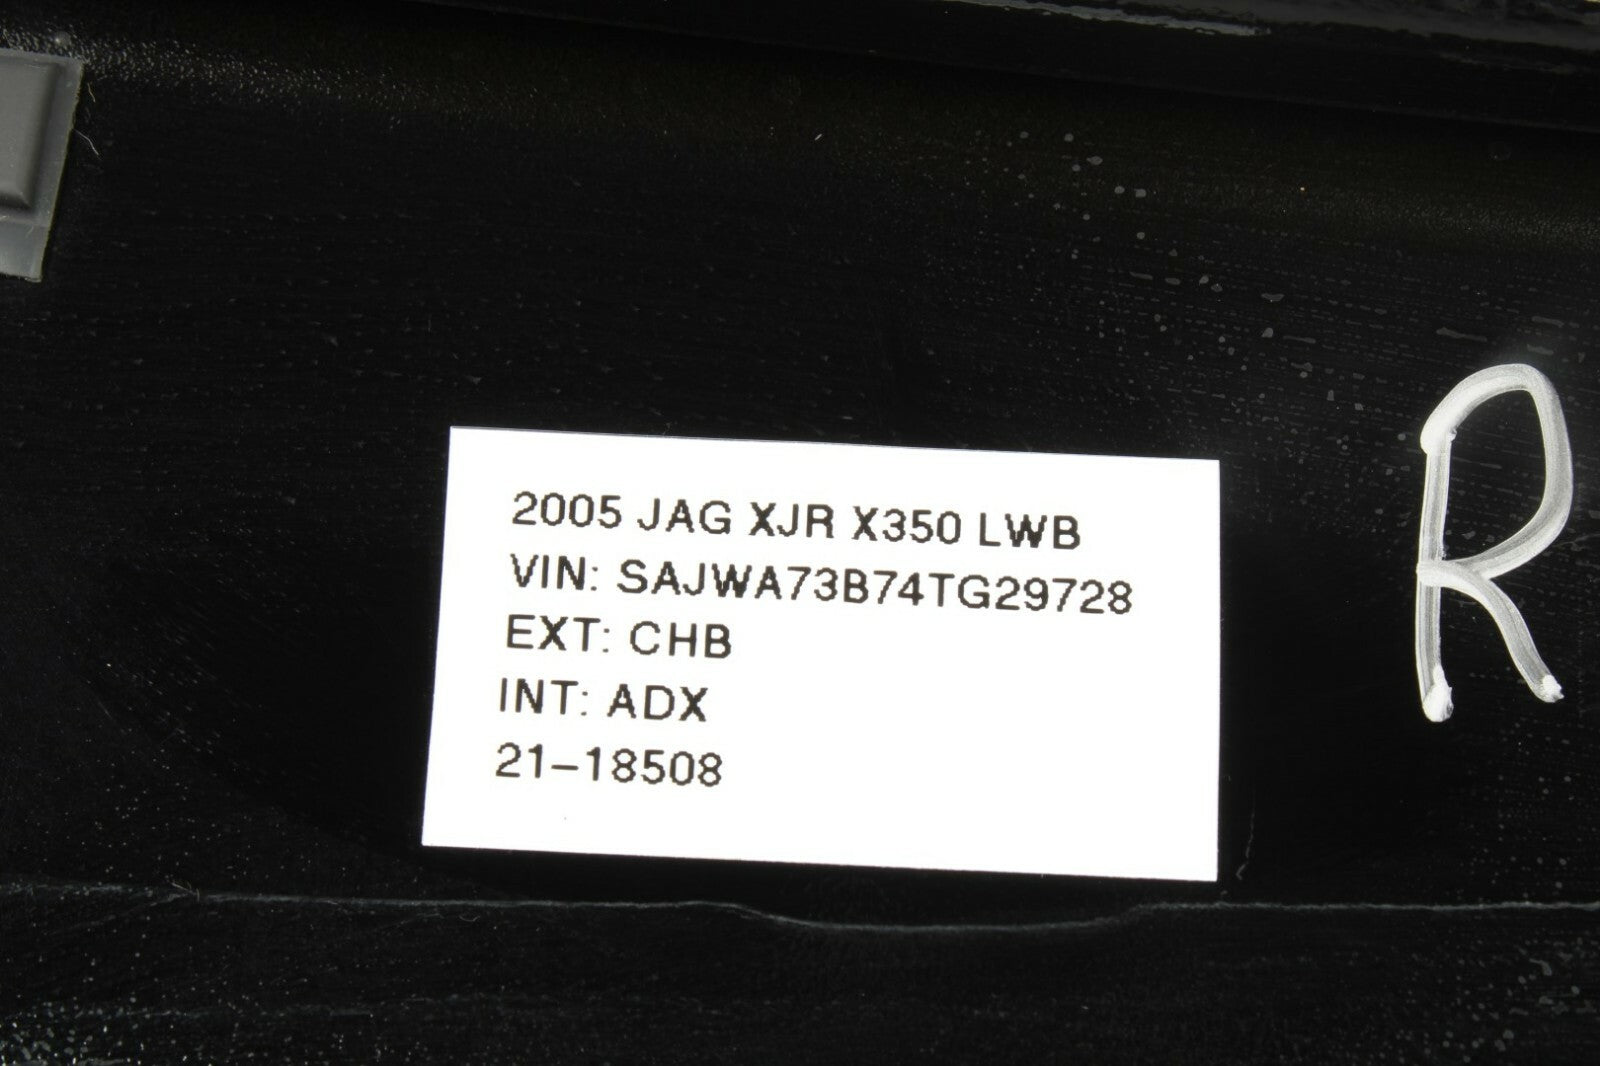 2005 JAG XJR X350 LWB
VIN: SAJWA73B74TG29728
EXT: CHB
INT: ADX
21-18508
R